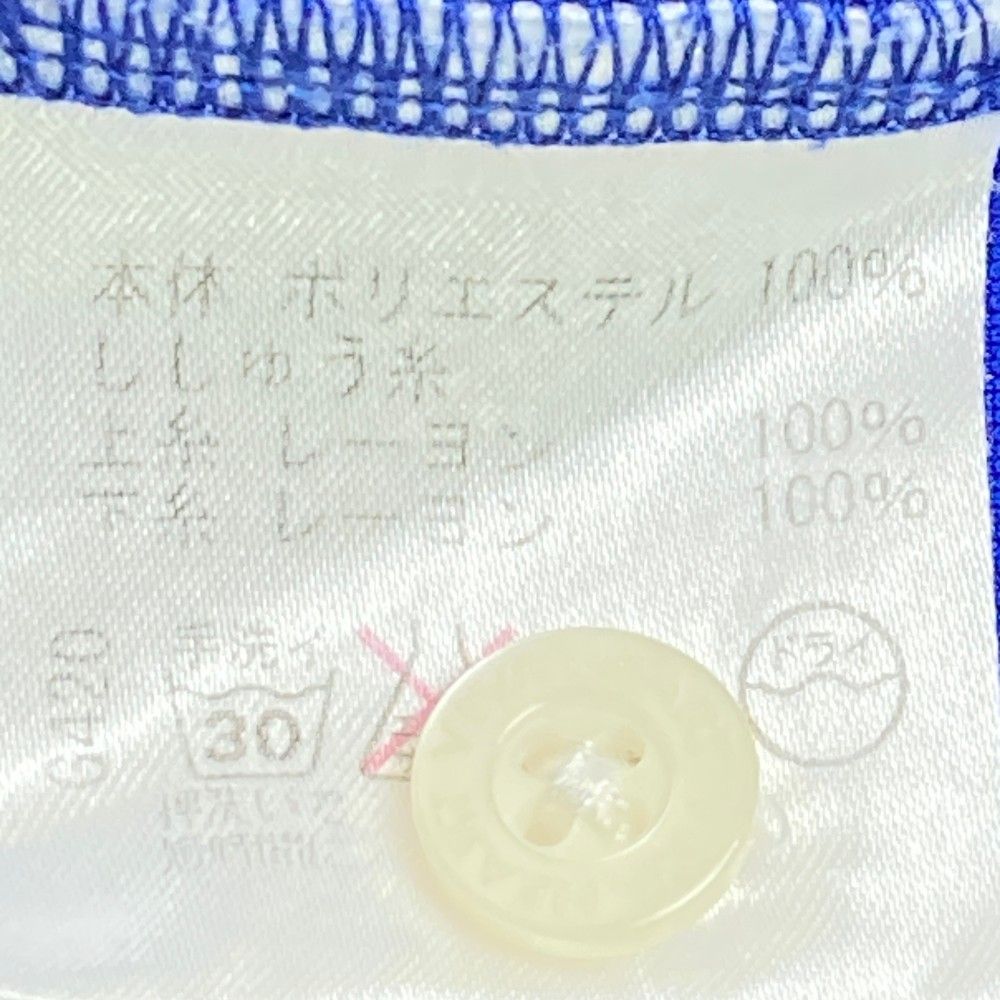 本体 ポリエステル 100%
ししゅう糸
上糸 レーヨン 100%
下糸 レーヨン 100%
6420
手洗イ
30
ドライ